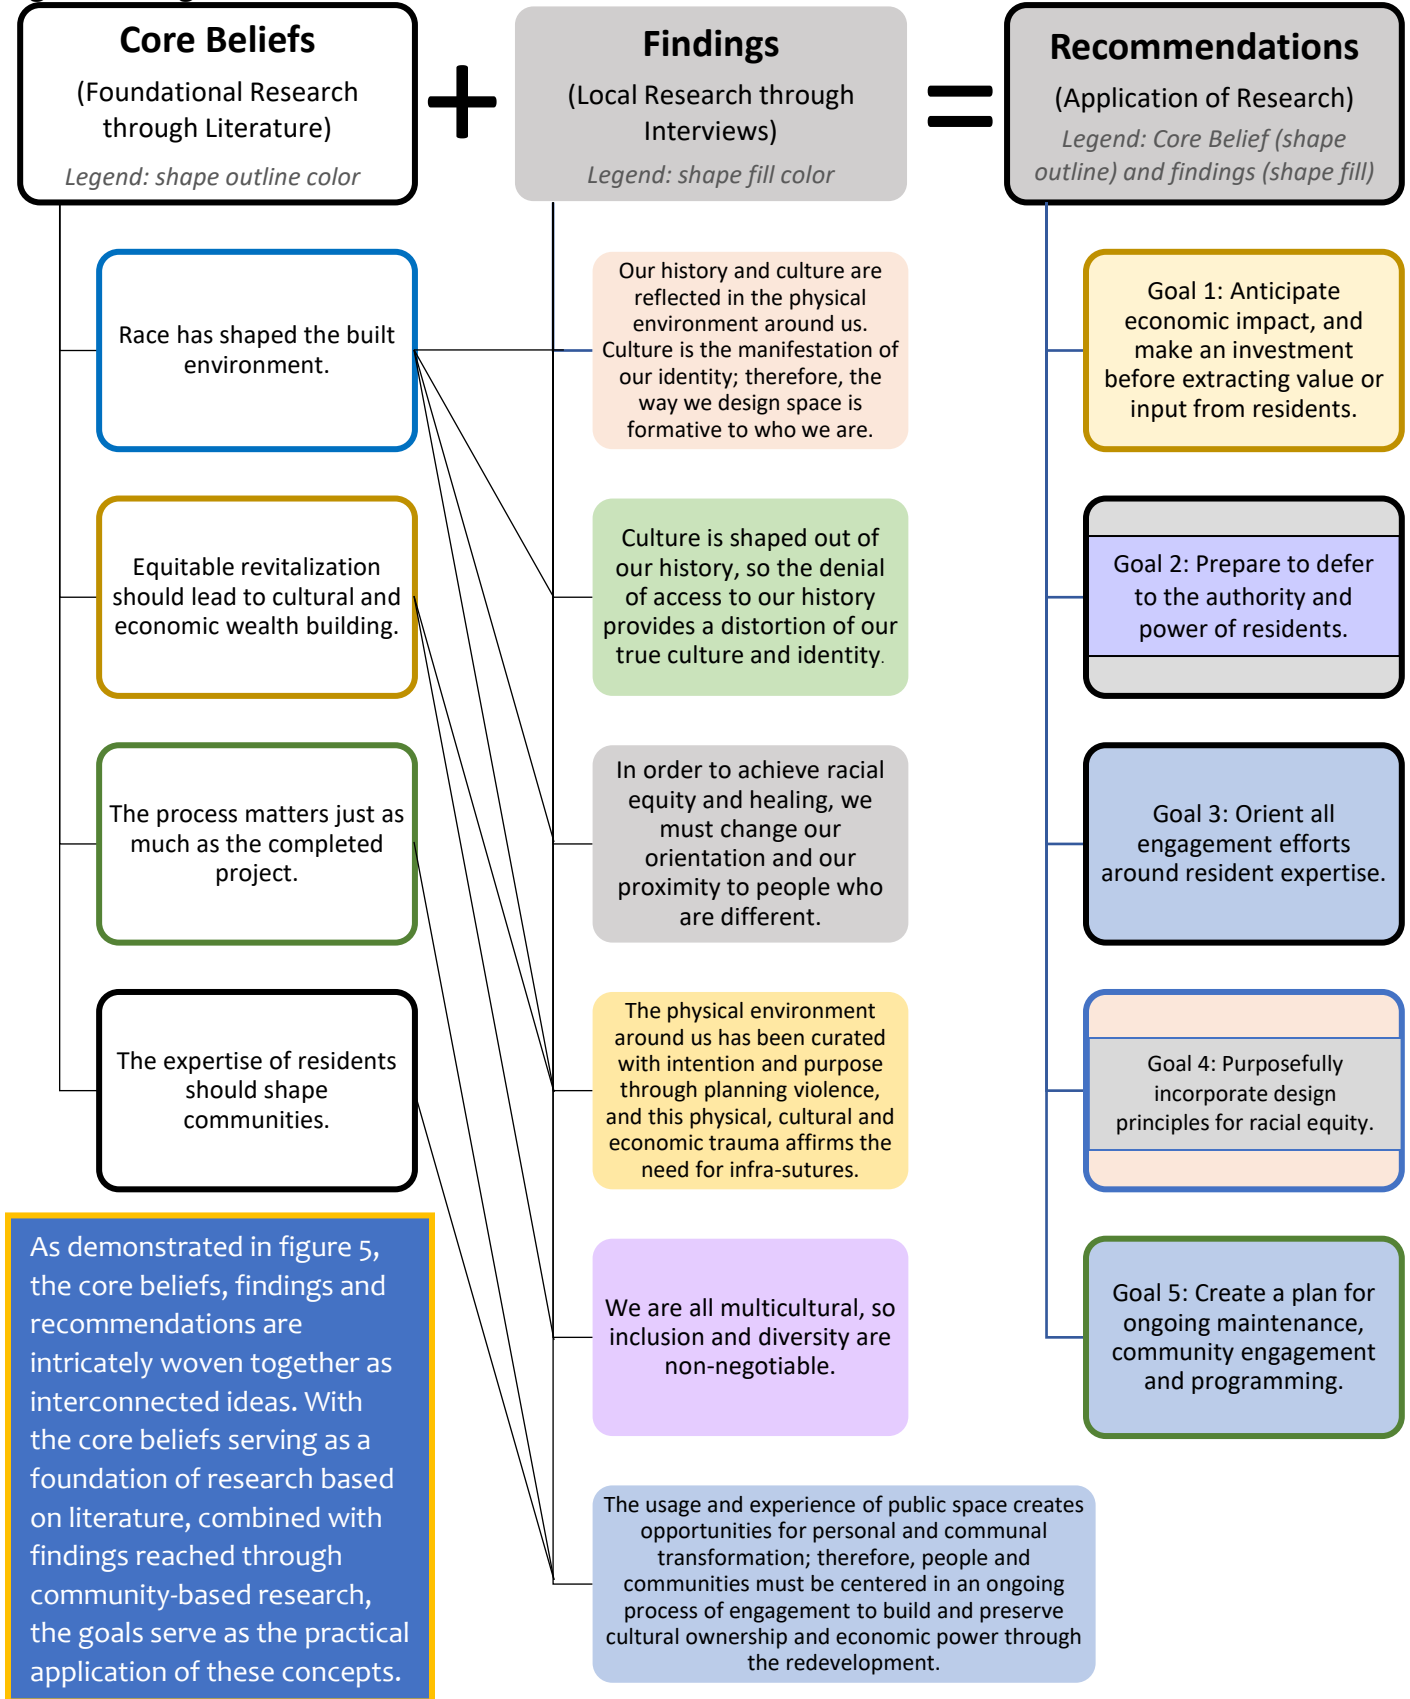 Core Beliefs
(Foundational Research
through Literature)
Legend: shape outline color
+
Findings
(Local Research through
Interviews)
Legend: shape fill color
=
Recommendations
(Application of Research)
Legend: Core Belief (shape
outline) and findings (shape fill)
Race has shaped the built
environment.
Equitable revitalization
should lead to cultural and
economic wealth building.
The process matters just as
much as the completed
project.
The expertise of residents
should shape
communities.
As demonstrated in figure 5,
the core beliefs, findings and
recommendations are
intricately woven together as
interconnected ideas. With
the core beliefs serving as a
foundation of research based
on literature, combined with
findings reached through
community-based research,
the goals serve as the practical
application of these concepts.
Our history and culture are
reflected in the physical
environment around us.
Culture is the manifestation of
our identity; therefore, the
way we design space is
formative to who we are.
Culture is shaped out of
our history, so the denial
of access to our history
provides a distortion of our
true culture and identity.
In order to achieve racial
equity and healing, we
must change our
orientation and our
proximity to people who
are different.
The physical environment
around us has been curated
with intention and purpose
through planning violence,
and this physical, cultural and
economic trauma affirms the
need for infra-sutures.
We are all multicultural, so
inclusion and diversity are
non-negotiable.
The usage and experience of public space creates
opportunities for personal and communal
transformation; therefore, people and
communities must be centered in an ongoing
process of engagement to build and preserve
cultural ownership and economic power through
the redevelopment.
Goal 1: Anticipate
economic impact, and
make an investment
before extracting value or
input from residents.
Goal 2: Prepare to defer
to the authority and
power of residents.
Goal 3: Orient all
engagement efforts
around resident expertise.
Goal 4: Purposefully
incorporate design
principles for racial equity.
Goal 5: Create a plan for
ongoing maintenance,
community engagement
and programming.